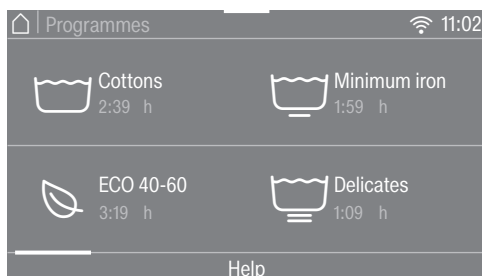 Programmes 11:02
Cottons
2:39 h
Minimum iron
1:59 h
ECO 40-60
3:19 h
Delicates
1:09 h
Help